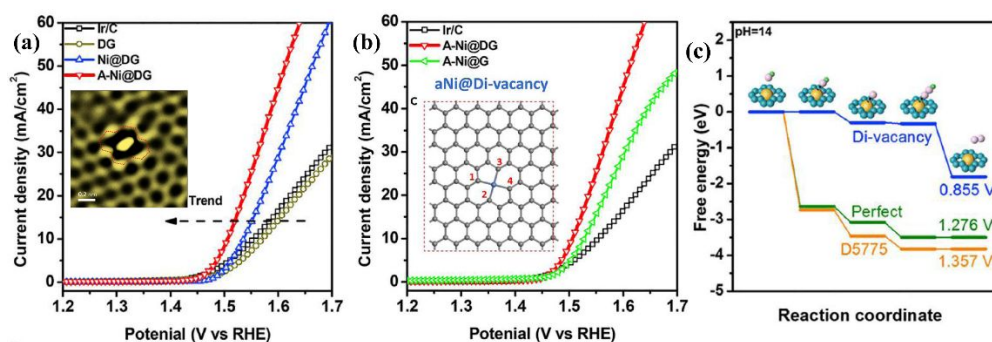 (a)
60
50
40
30
20
10
0
Current density (mA/cm²)
Ir/C
DG
Ni@DG
A-Ni@DG
0.2 nm
Trend
1.2 1.3 1.4 1.5 1.6 1.7
Potenial (V vs RHE)
(b)
60
50
40
30
20
10
0
Current density (mA/cm²)
Ir/C
A-Ni@DG
A-Ni@G
aNi@Di-vacancy
C
3
1
4
2
1.2 1.3 1.4 1.5 1.6 1.7
Potenial (V vs RHE)
(c)
2
1
0
-1
-2
-3
-4
-5
Free energy (eV)
pH=14
Di-vacancy
0.855 V
Perfect
1.276 V
D5775
1.357 V
Reaction coordinate